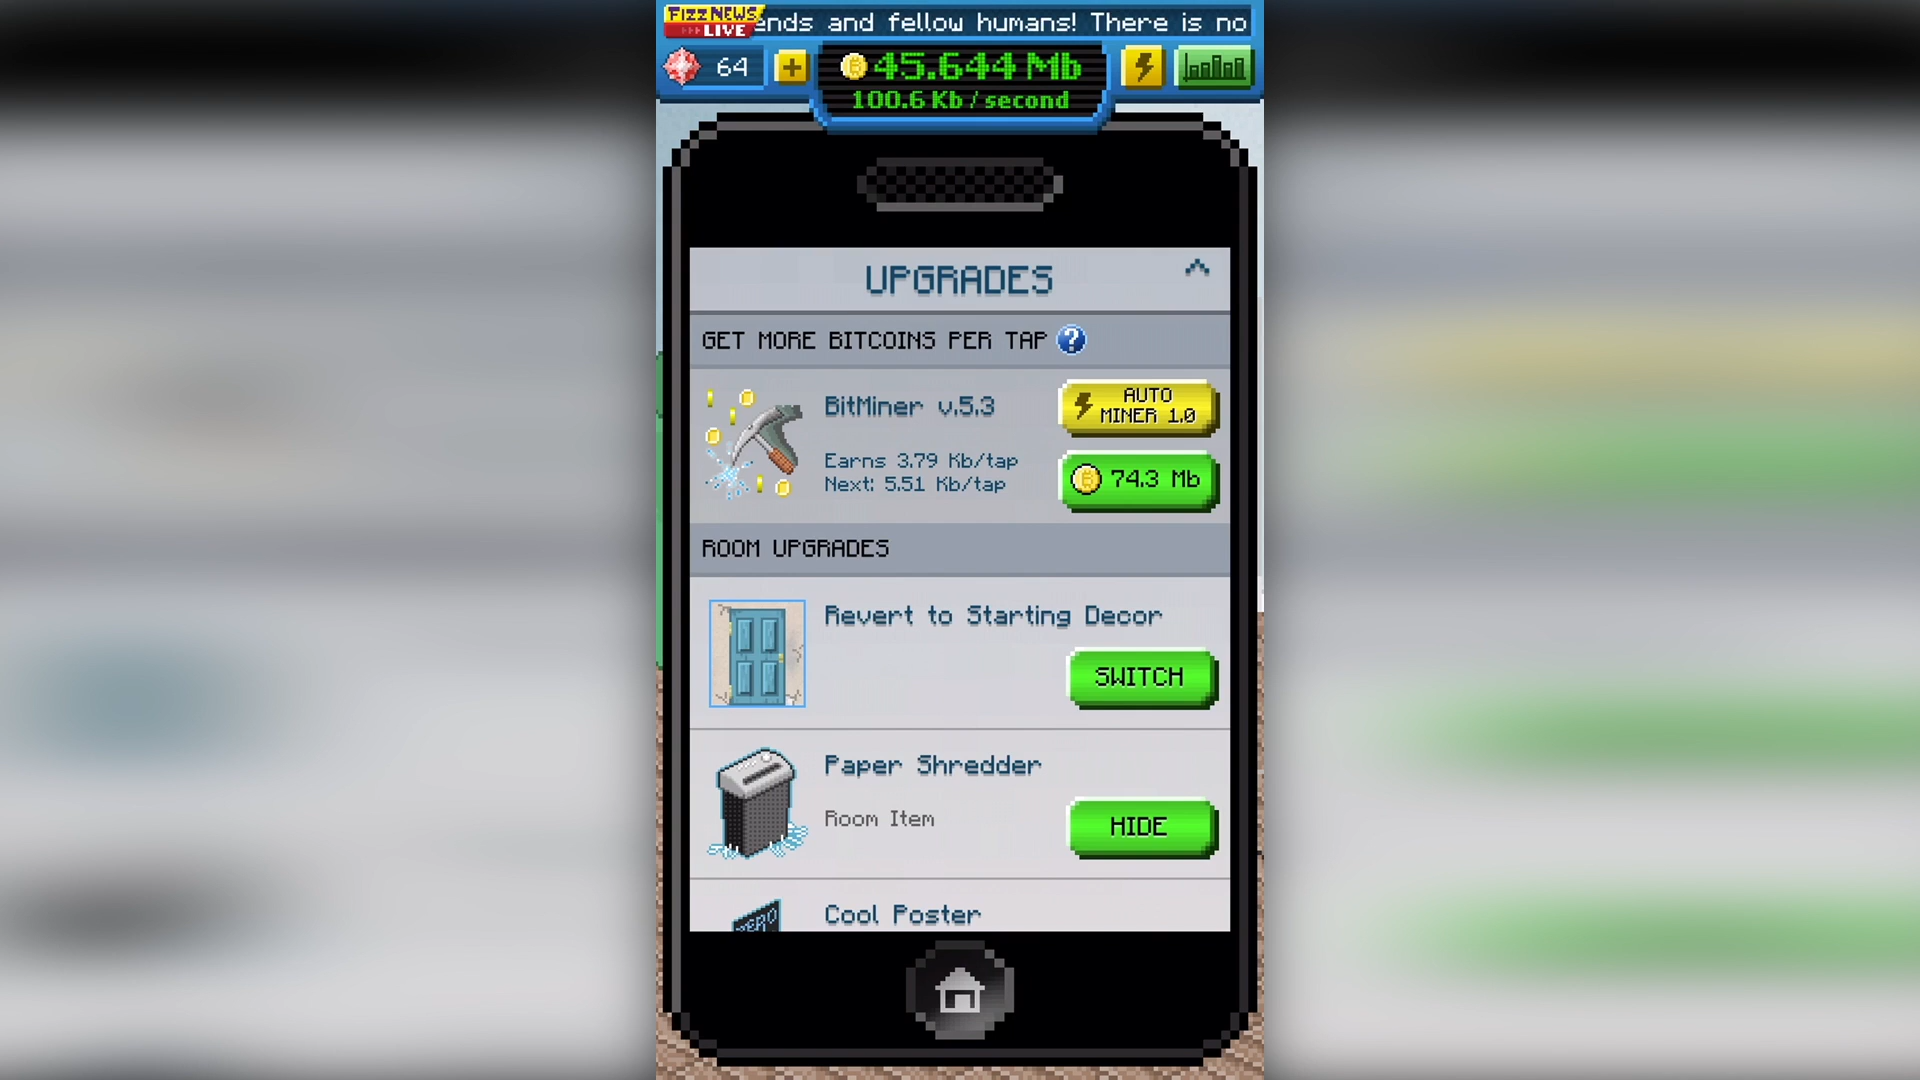 FIZZ NEWS
LIVE
ends and fellow humans! There is no
64
45.644 Mb
100.6 Kb / second
UPGRADES
GET MORE BITCOINS PER TAP ?
BitMiner v.5.3
AUTO
MINER 1.0
Earns 3.79 Kb/tap
Next: 5.51 Kb/tap
74.3 Mb
ROOM UPGRADES
Revert to Starting Decor
SWITCH
Paper Shredder
Room Item
HIDE
Cool Poster